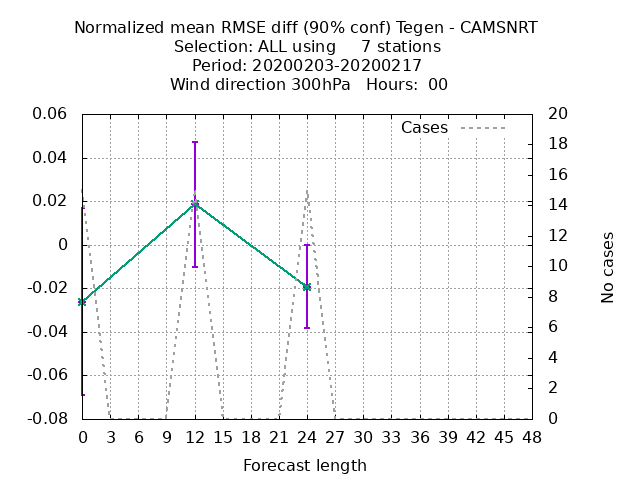 Normalized mean RMSE diff (90% conf) Tegen - CAMSNRT
Selection: ALL using 7 stations
Period: 20200203-20200217
Wind direction 300hPa Hours: 00
Cases
0.06
0.04
0.02
0
-0.02
-0.04
-0.06
-0.08
20
18
16
14
12
10
8
6
4
2
0
No cases
0 3 6 9 12 15 18 21 24 27 30 33 36 39 42 45 48
Forecast length